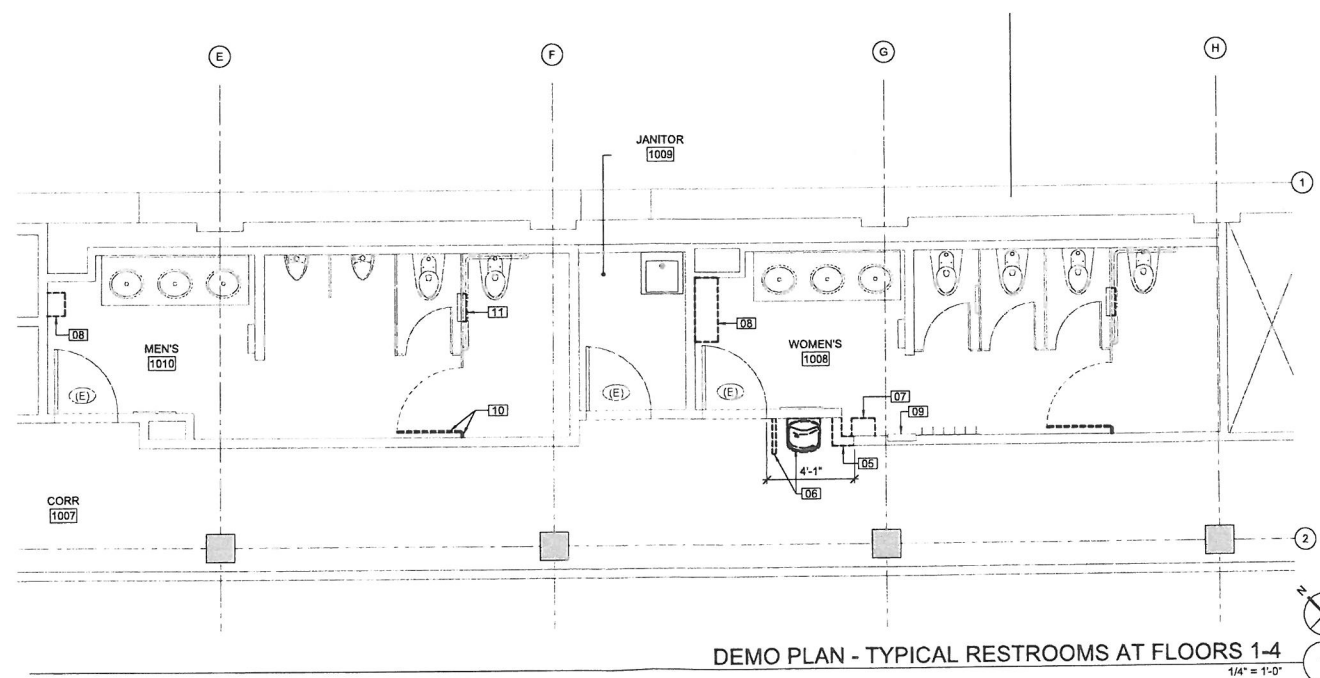 E
F
G
H
JANITOR
1009
1
08
11
08
MEN'S
1010
WOMEN'S
1008
(E)
(E)
(E)
07
10
09
05
4'-1"
06
CORR
1007
2
N
DEMO PLAN - TYPICAL RESTROOMS AT FLOORS 1-4
1/4" = 1'-0"